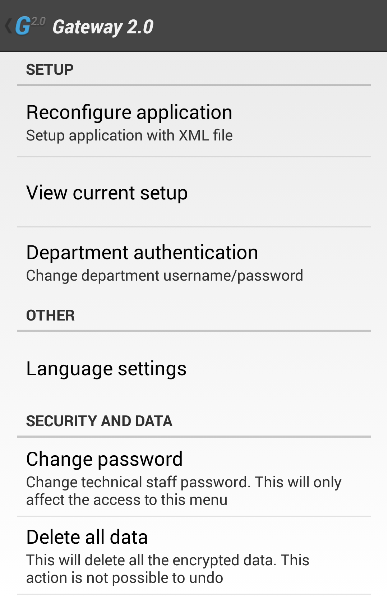 G2.0 Gateway 2.0
SETUP
Reconfigure application
Setup application with XML file
View current setup
Department authentication
Change department username/password
OTHER
Language settings
SECURITY AND DATA
Change password
Change technical staff password. This will only
affect the access to this menu
Delete all data
This will delete all the encrypted data. This
action is not possible to undo